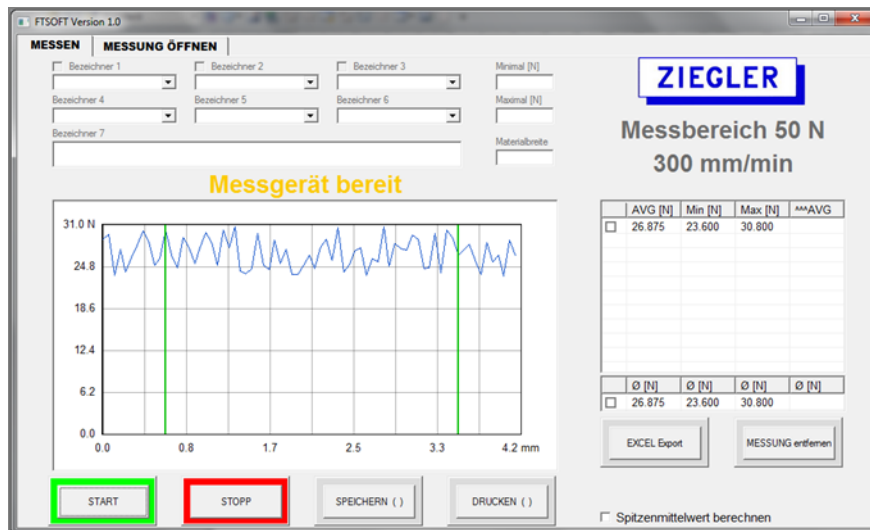 FTSOFT Version 1.0
MESSEN MESSUNG ÖFFNEN
Bezeichner 1 Bezeichner 2 Bezeichner 3 Minimal [N]
Bezeichner 4 Bezeichner 5 Bezeichner 6 Maximal [N]
Bezeichner 7 Materialbreite
ZIEGLER
Messbereich 50 N
300 mm/min
Messgerät bereit
31.0 N
24.8
18.6
12.4
6.2
0.0
0.0 0.8 1.7 2.5 3.3 4.2 mm
AVG [N] Min [N] Max [N] ^^^AVG
26.875 23.600 30.800
Ø [N] Ø [N] Ø [N] Ø [N]
26.875 23.600 30.800
EXCEL Export MESSUNG entfernen
START STOPP SPEICHERN ( ) DRUCKEN ( )
Spitzenmittelwert berechnen